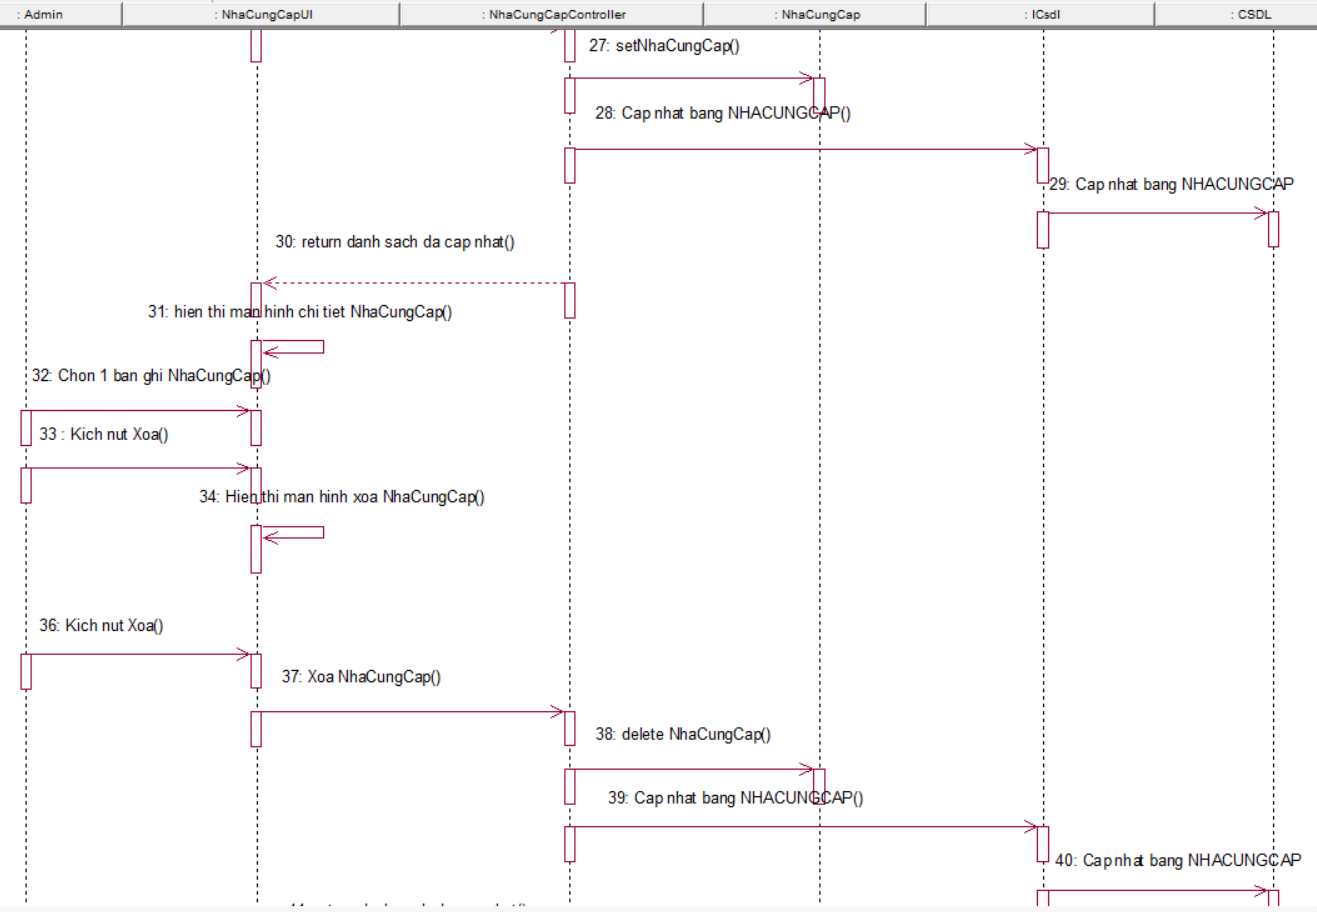 : Admin
: NhaCungCapUI
: NhaCungCapController
: NhaCungCap
: ICsdl
: CSDL
27: setNhaCungCap()
28: Cap nhat bang NHACUNGCAP()
29: Cap nhat bang NHACUNGCAP
30: return danh sach da cap nhat()
31: hien thi man hinh chi tiet NhaCungCap()
32: Chon 1 ban ghi NhaCungCap()
33 : Kich nut Xoa()
34: Hien thi man hinh xoa NhaCungCap()
36: Kich nut Xoa()
37: Xoa NhaCungCap()
38: delete NhaCungCap()
39: Cap nhat bang NHACUNGCAP()
40: Cap nhat bang NHACUNGCAP